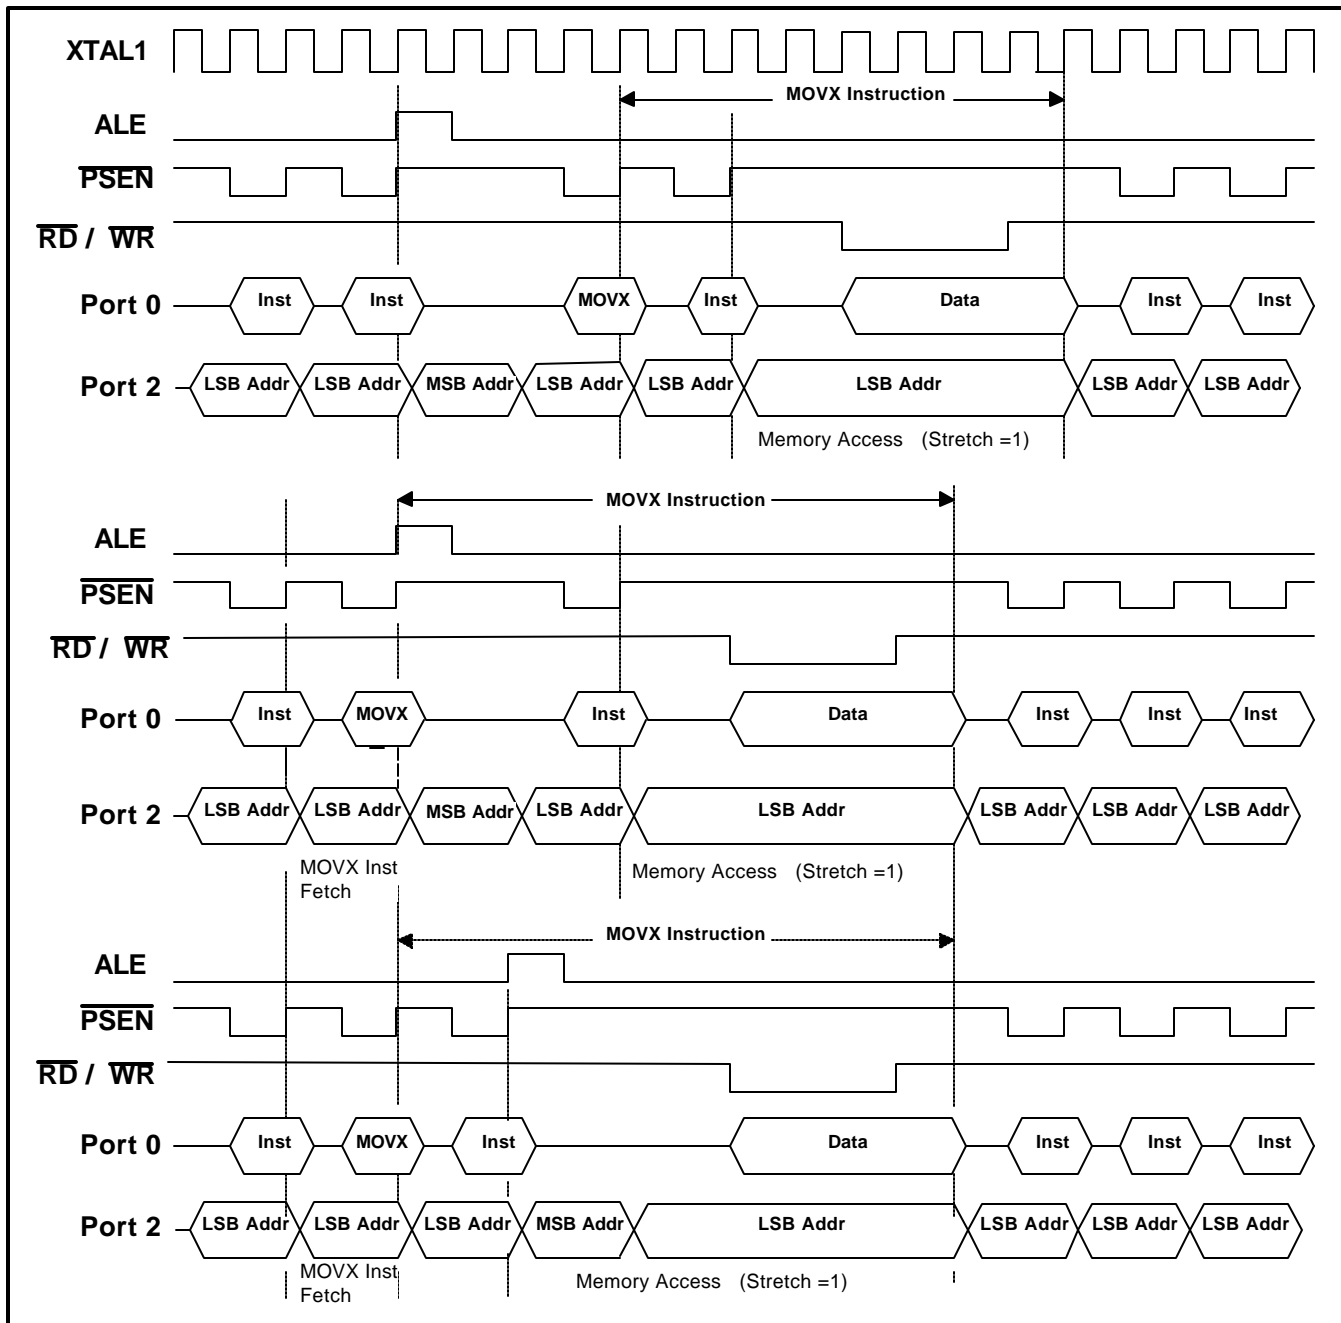 XTAL1
MOVX Instruction
ALE
PSEN
RD / WR
Port 0 Inst Inst MOVX Inst Data Inst Inst
Port 2 LSB Addr LSB Addr MSB Addr LSB Addr LSB Addr LSB Addr LSB Addr LSB Addr
Memory Access (Stretch =1)
MOVX Instruction
ALE
PSEN
RD / WR
Port 0 Inst MOVX Inst Data Inst Inst Inst
Port 2 LSB Addr LSB Addr MSB Addr LSB Addr LSB Addr LSB Addr LSB Addr LSB Addr
MOVX Inst
Fetch
Memory Access (Stretch =1)
MOVX Instruction
ALE
PSEN
RD / WR
Port 0 Inst MOVX Inst Data Inst Inst Inst
Port 2 LSB Addr LSB Addr LSB Addr MSB Addr LSB Addr LSB Addr LSB Addr LSB Addr
MOVX Inst
Fetch
Memory Access (Stretch =1)